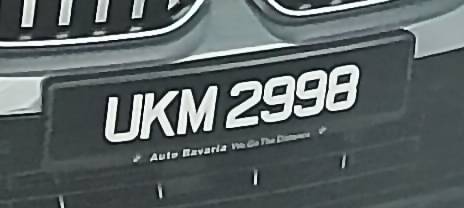 UKM 2998
Auto Bavaria We Go The Distance